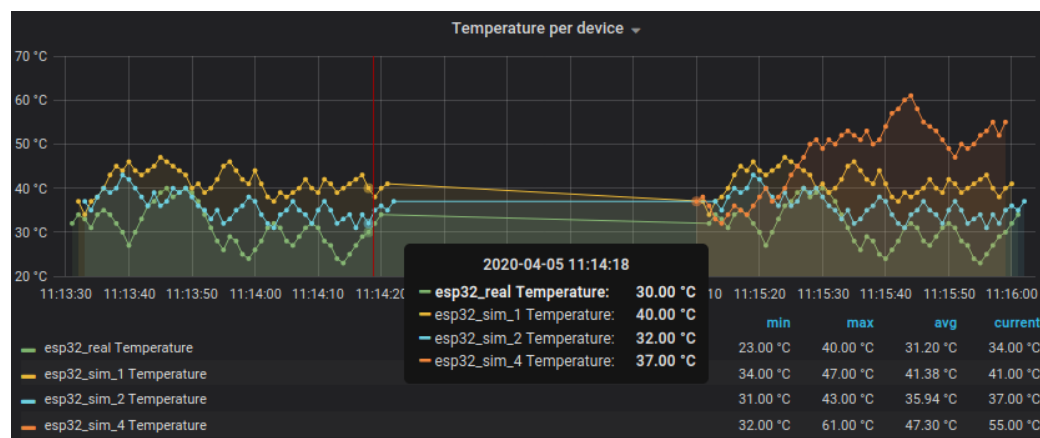 Temperature per device
70 °C
60 °C
50 °C
40 °C
30 °C
20 °C
11:13:30 11:13:40 11:13:50 11:14:00 11:14:10 11:14:20 10 11:15:20 11:15:30 11:15:40 11:15:50 11:16:00
2020-04-05 11:14:18
esp32_real Temperature: 30.00 °C
esp32_sim_1 Temperature: 40.00 °C
esp32_sim_2 Temperature: 32.00 °C
esp32_sim_4 Temperature: 37.00 °C
min max avg current
esp32_real Temperature 23.00 °C 40.00 °C 31.20 °C 34.00 °C
esp32_sim_1 Temperature 34.00 °C 47.00 °C 41.38 °C 41.00 °C
esp32_sim_2 Temperature 31.00 °C 43.00 °C 35.94 °C 37.00 °C
esp32_sim_4 Temperature 32.00 °C 61.00 °C 47.30 °C 55.00 °C